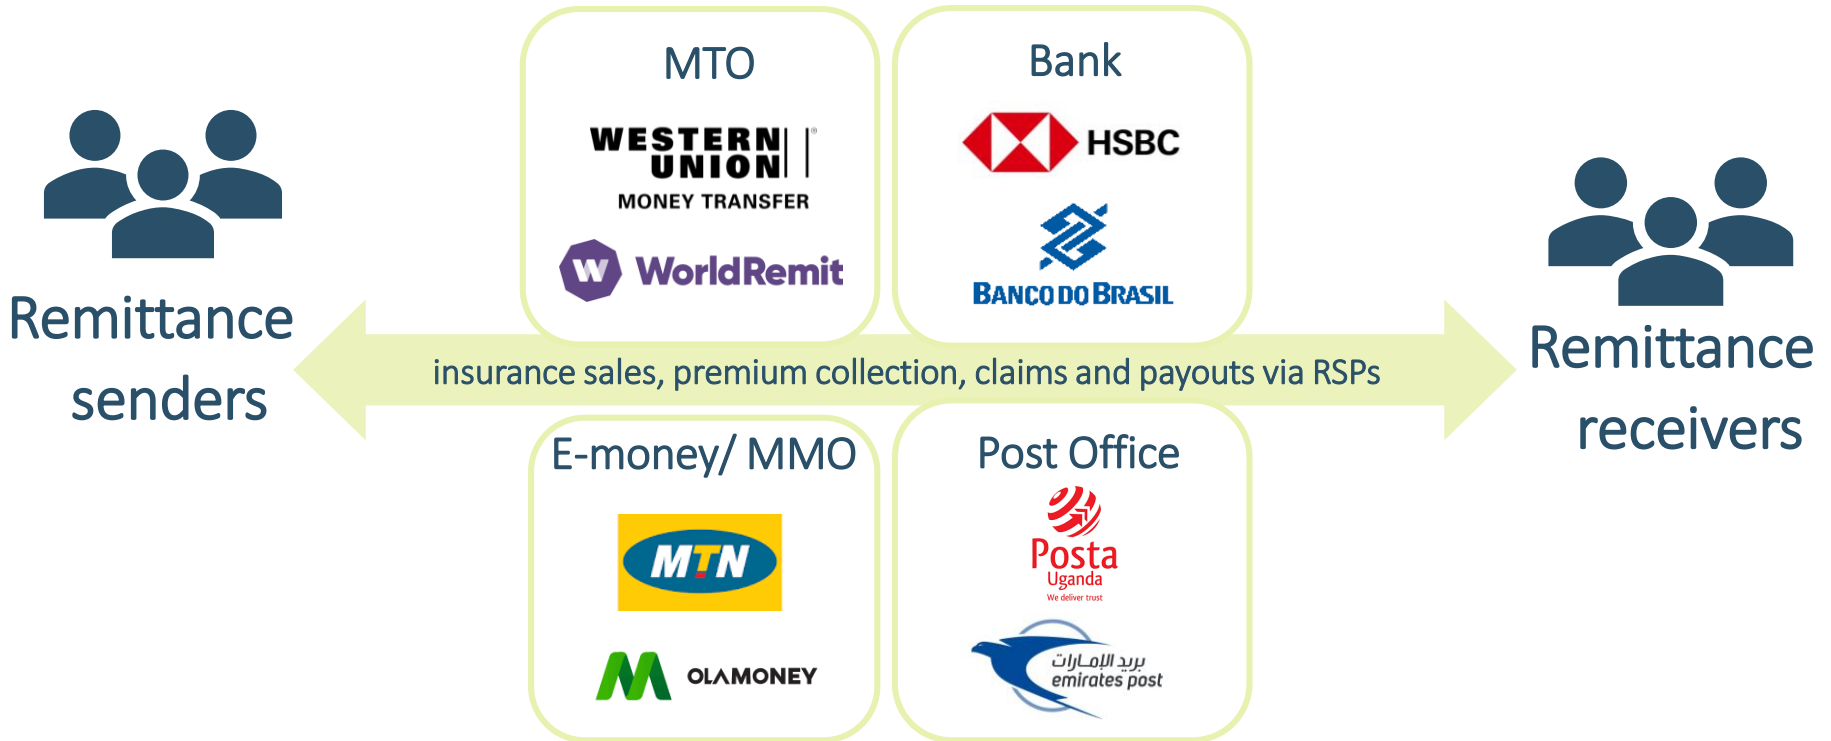 MTO
WESTERN
UNION
®
MONEY TRANSFER
W
WorldRemit
Bank
HSBC
BANCO DO BRASIL
Remittance
senders
insurance sales, premium collection, claims and payouts via RSPs
Remittance
receivers
E-money/ MMO
MTN
OLAMONEY
Post Office
Posta
Uganda
We deliver trust
بريد الإمارات
emirates post